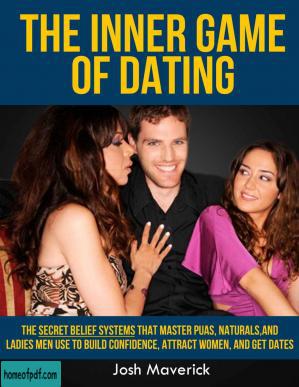 THE INNER GAME
OF DATING
THE SECRET BELIEF SYSTEMS THAT MASTER PUAS, NATURALS,AND
LADIES MEN USE TO BUILD CONFIDENCE, ATTRACT WOMEN, AND GET DATES
Josh Maverick
homeofpdf.com